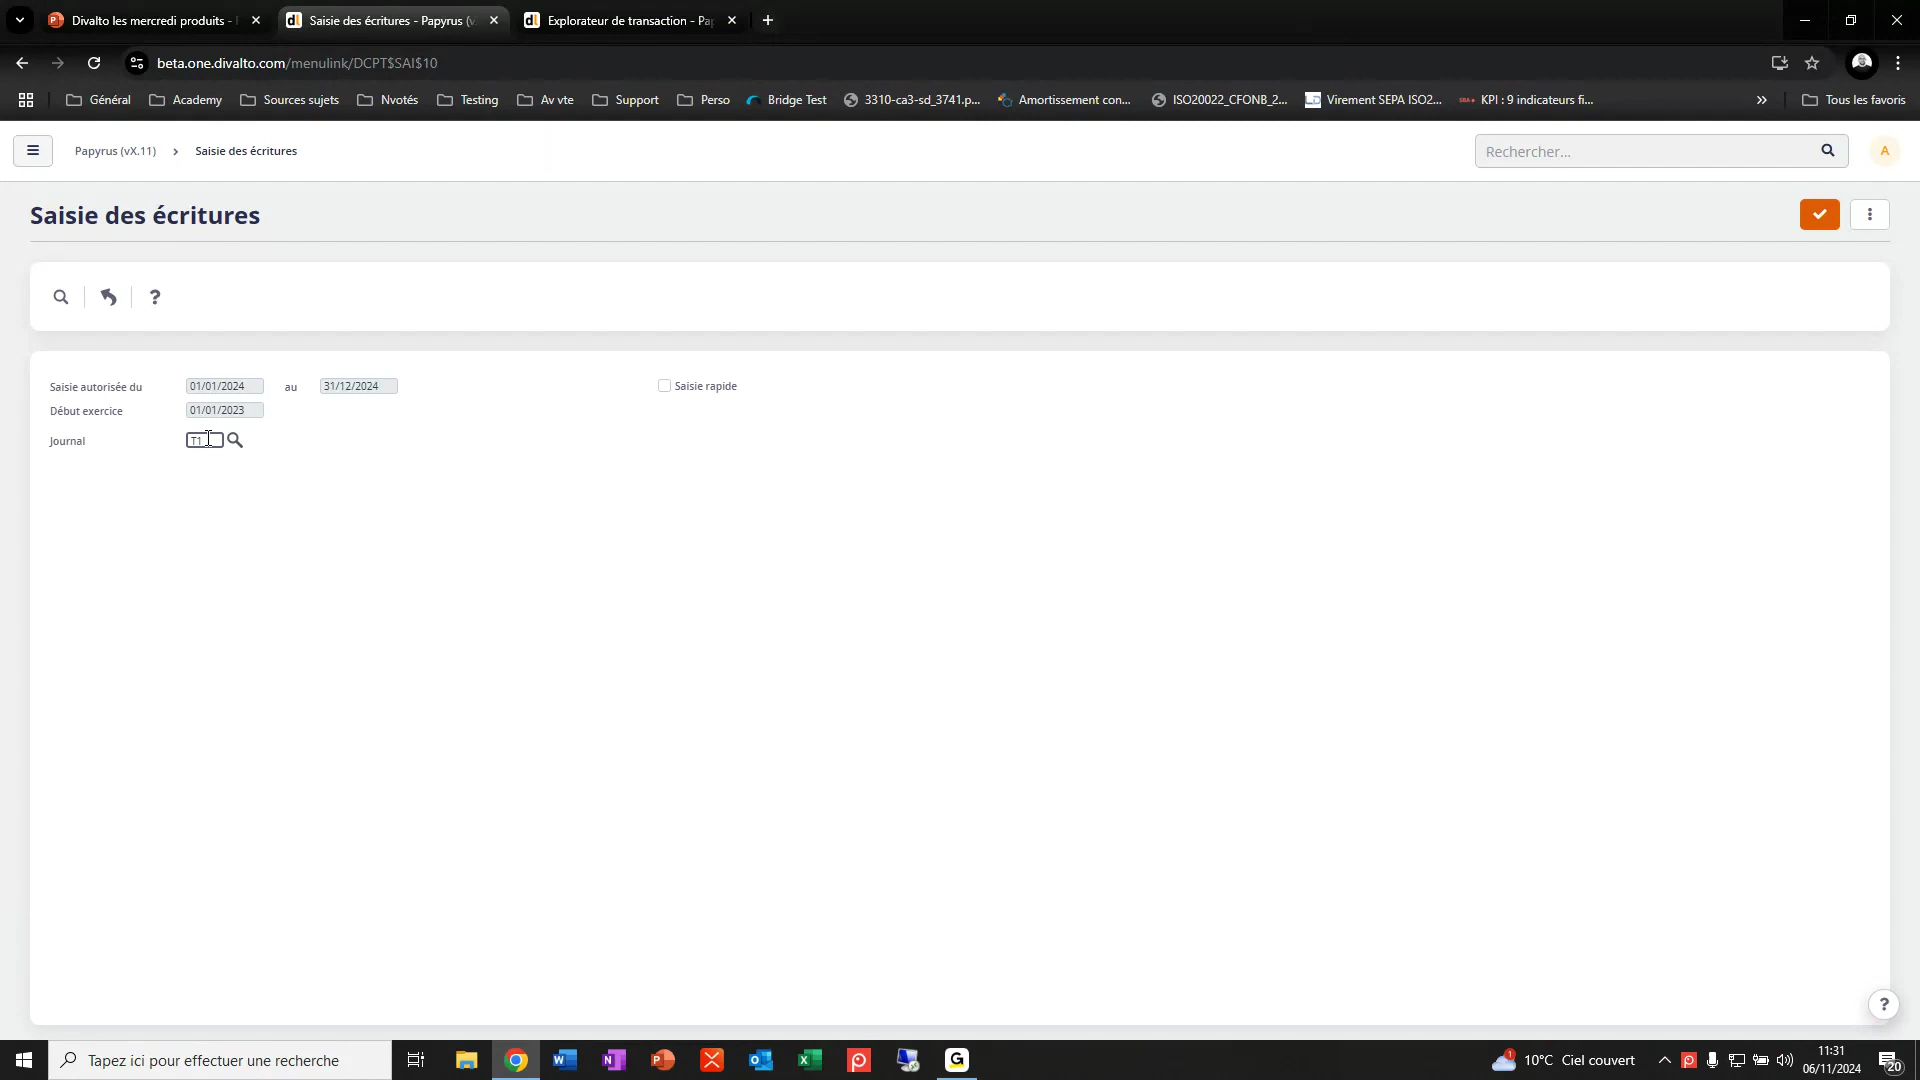 Divalto les mercredi produits -
Saisie des écritures - Papyrus (v
Explorateur de transaction - Pap
beta.one.divalto.com/menulink/DCPT$SAI$10
Général
Academy
Sources sujets
Nvotés
Testing
Av vte
Support
Perso
Bridge Test
3310-ca3-sd_3741.p...
Amortissement con...
ISO20022_CFONB_2...
Virement SEPA ISO2...
KPI : 9 indicateurs fi...
Tous les favoris
Papyrus (vX.11)
Saisie des écritures
Rechercher...
A
Saisie des écritures
?
Saisie autorisée du 01/01/2024 au 31/12/2024
Saisie rapide
Début exercice 01/01/2023
Journal T1
?
Tapez ici pour effectuer une recherche
1
10°C Ciel couvert
11:31
06/11/2024
20